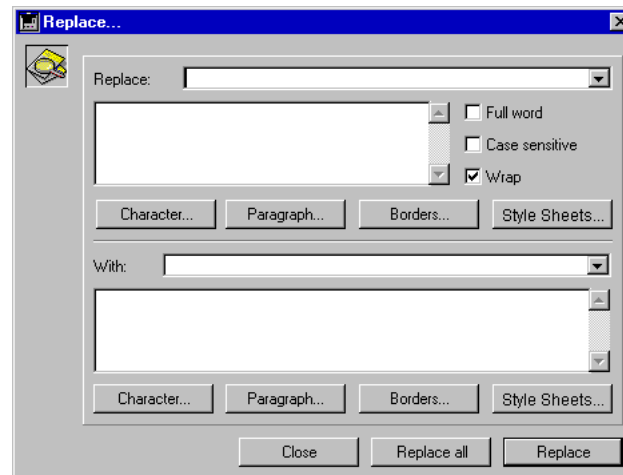 Replace...
Replace:
Full word
Case sensitive
Wrap
Character... Paragraph... Borders... Style Sheets...
With:
Character... Paragraph... Borders... Style Sheets...
Close Replace all Replace